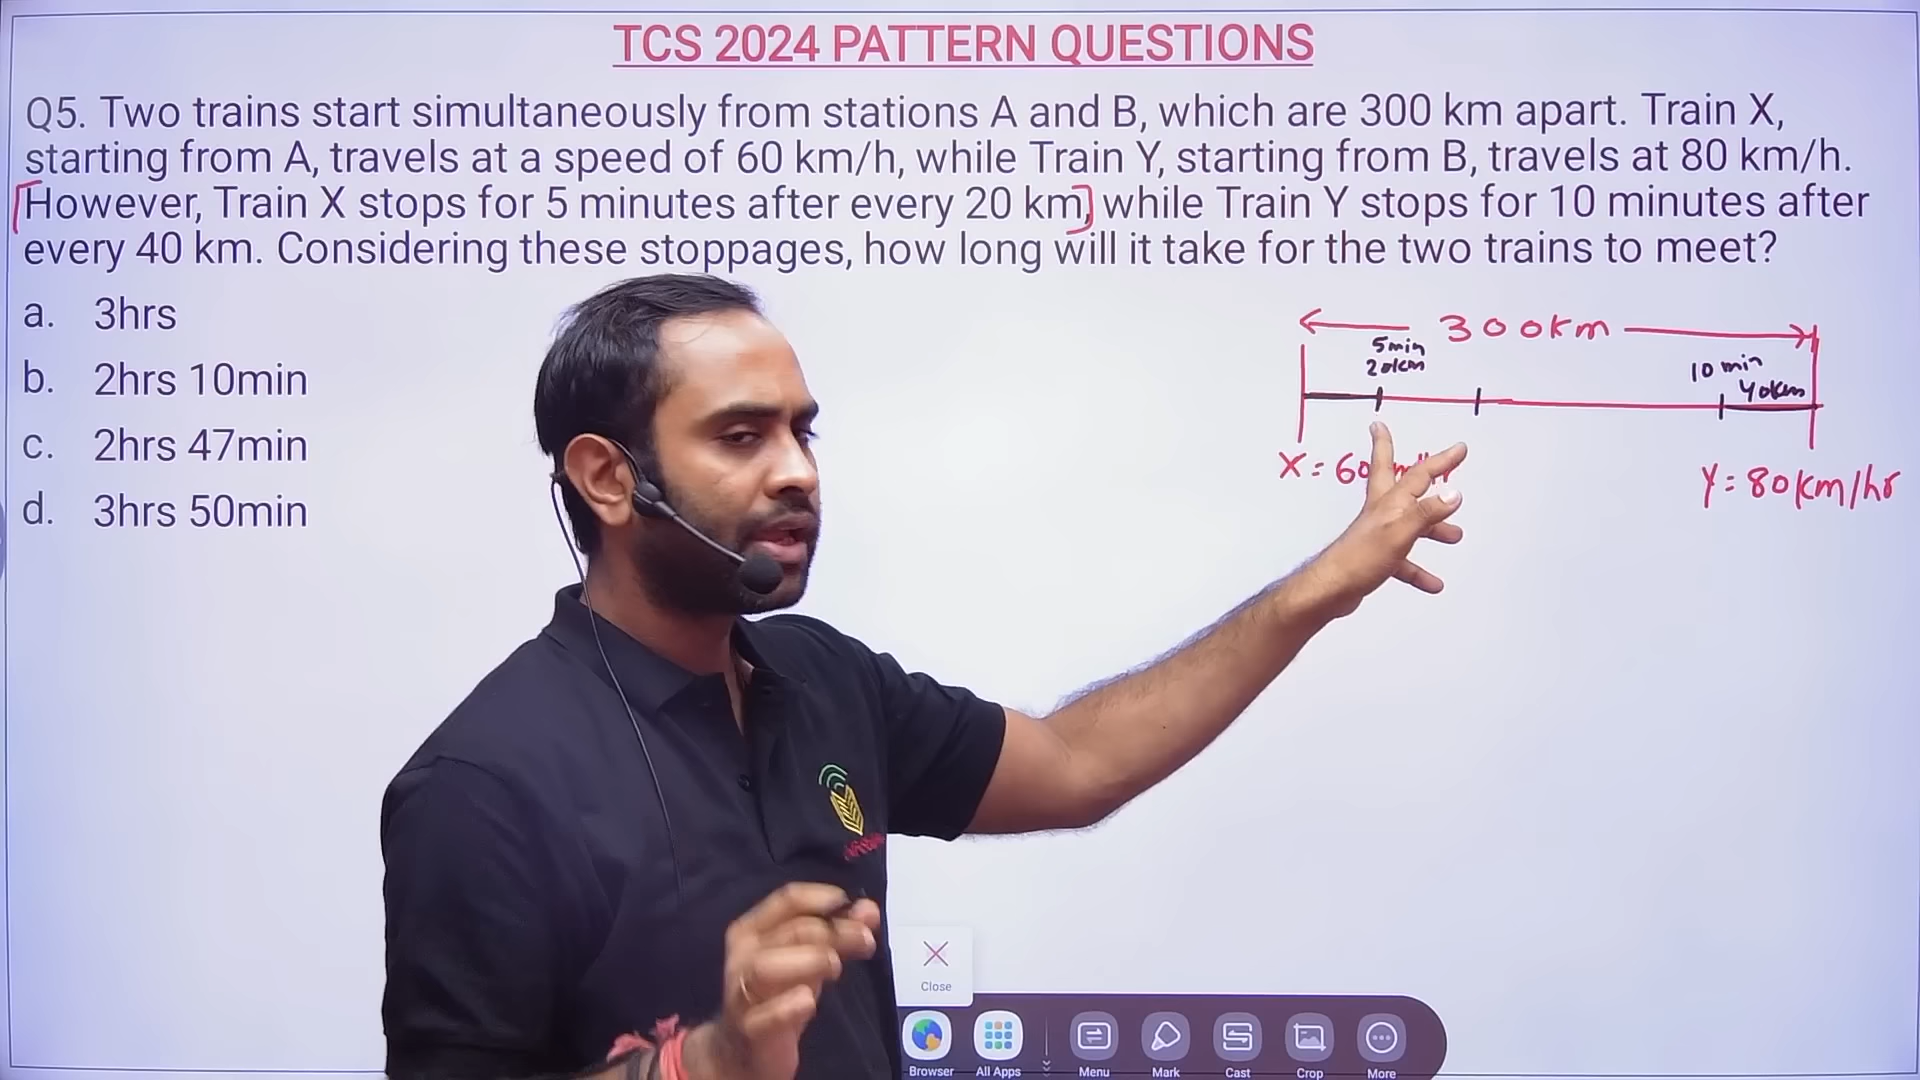 TCS 2024 PATTERN QUESTIONS
Q5. Two trains start simultaneously from stations A and B, which are 300 km apart. Train X,
starting from A, travels at a speed of 60 km/h, while Train Y, starting from B, travels at 80 km/h.
However, Train X stops for 5 minutes after every 20 km, while Train Y stops for 10 minutes after
every 40 km. Considering these stoppages, how long will it take for the two trains to meet?
a. 3hrs
b. 2hrs 10min
c. 2hrs 47min
d. 3hrs 50min
300km
5min
20km
10 min
40km
X = 60
Y = 80km/hr
Close
Browser All Apps Menu Mark Cast Crop More